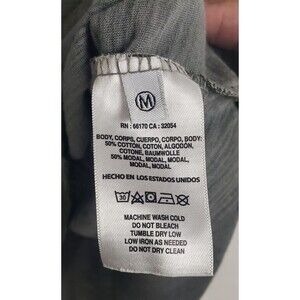 M
RN : 66170 CA : 32054
BODY, CORPS, CUERPO, CORPO, BODY:
50% COTTON, COTON, ALGODÓN,
COTONE, BAUMWOLLE
50% MODAL, MODAL, MODAL,
MODAL, MODAL
HECHO EN LOS ESTADOS UNIDOS
30
MACHINE WASH COLD
DO NOT BLEACH
TUMBLE DRY LOW
LOW IRON AS NEEDED
DO NOT DRY CLEAN